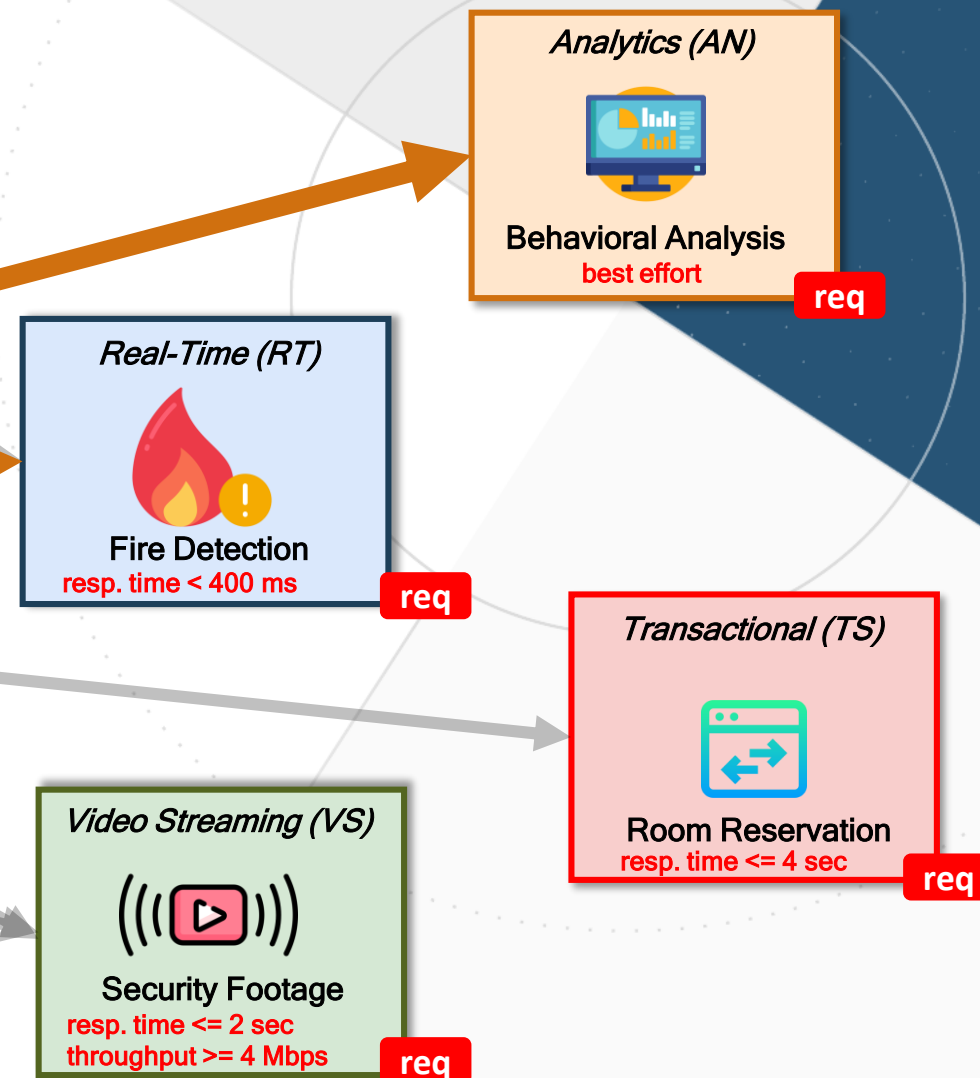 Analytics (AN)
Behavioral Analysis
best effort
req
Real-Time (RT)
!
Fire Detection
resp. time < 400 ms
req
Transactional (TS)
Room Reservation
resp. time <= 4 sec
req
Video Streaming (VS)
Security Footage
resp. time <= 2 sec
throughput >= 4 Mbps
req